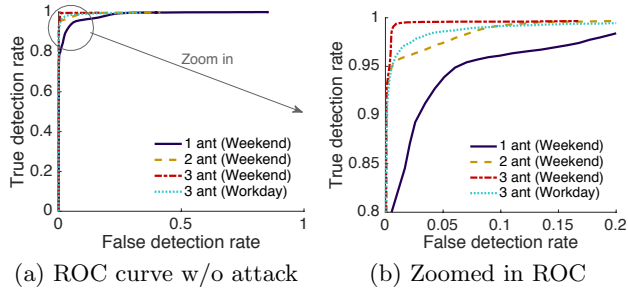 True detection rate
1
0.8
0.6
0.4
0.2
0
Zoom in
1 ant (Weekend)
2 ant (Weekend)
3 ant (Weekend)
3 ant (Workday)
0
0.5
1
False detection rate
(a) ROC curve w/o attack
True detection rate
1
0.95
0.9
0.85
0.8
1 ant (Weekend)
2 ant (Weekend)
3 ant (Weekend)
3 ant (Workday)
0
0.05
0.1
0.15
0.2
False detection rate
(b) Zoomed in ROC